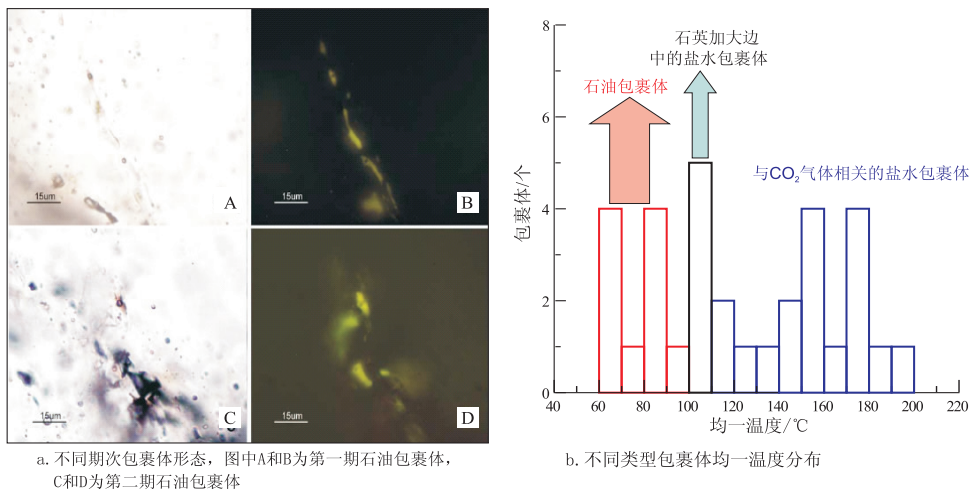 15um
A
15um
B
15um
C
15um
D
a. 不同期次包裹体形态，图中A和B为第一期石油包裹体，
C和D为第二期石油包裹体
8
6
4
2
0
包裹体/个
石油包裹体
石英加大边
中的盐水包裹体
与CO₂气体相关的盐水包裹体
40 60 80 100 120 140 160 180 200 220
均一温度/℃
b. 不同类型包裹体均一温度分布